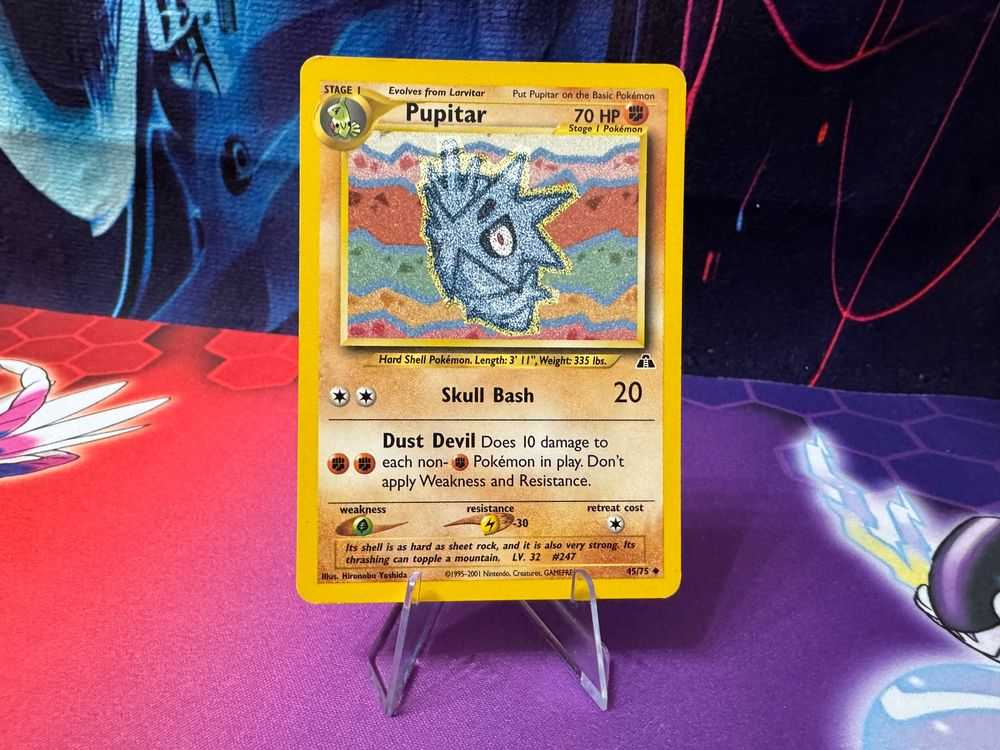 STAGE 1 Evolves from Larvitar Put Pupitar on the Basic Pokémon
Pupitar 70 HP
Stage 1 Pokémon
Hard Shell Pokémon. Length: 3' 11", Weight: 335 lbs.
Skull Bash 20
Dust Devil Does 10 damage to
each non- Pokémon in play. Don't
apply Weakness and Resistance.
weakness resistance retreat cost
-30
Its shell is as hard as sheet rock, and it is also very strong. Its
thrashing can topple a mountain. LV. 32 #247
Illus. Hironobu Yoshida ©1995-2001 Nintendo, Creatures, GAMEFRE 45/75